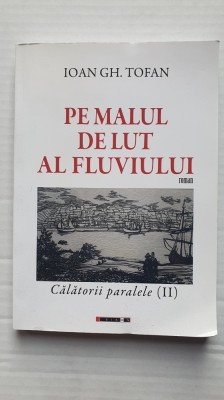 IOAN GH. TOFAN
PE MALUL
DE LUT
AL FLUVIULUI
roman
Călătorii paralele (II)